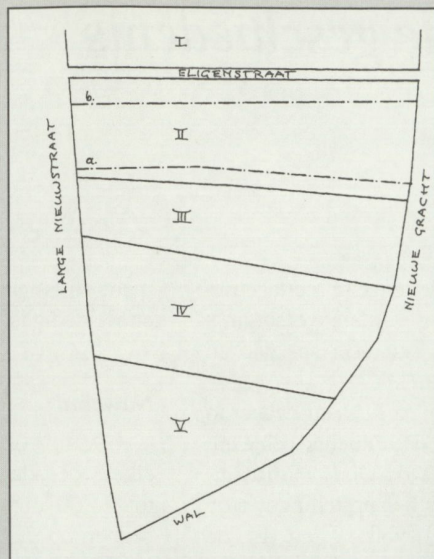 I
ELIGENSTRAAT
b.
II
a.
III
LANGE NIEUWSTRAAT
NIEUWE GRACHT
IV
V
WAL